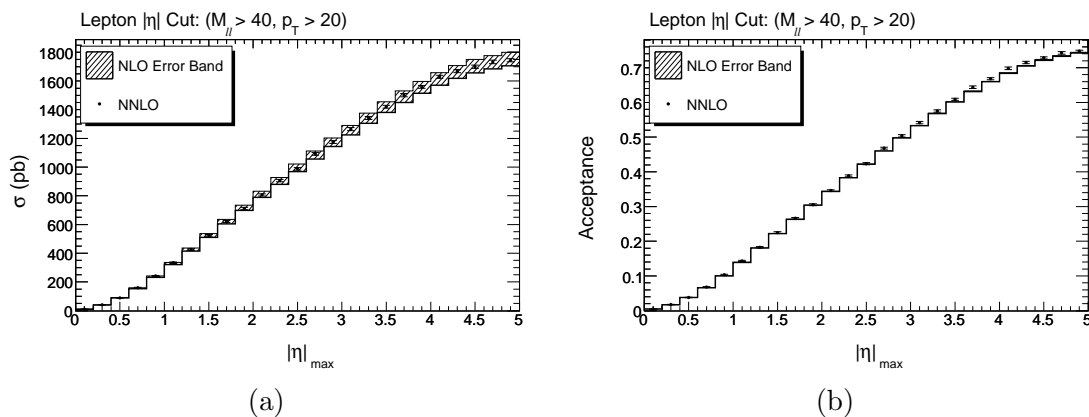 Lepton |η| Cut: (M_ll > 40, p_T > 20)
σ (pb)
1800
1600
1400
1200
1000
800
600
400
200
0
NLO Error Band
NNLO
0 0.5 1 1.5 2 2.5 3 3.5 4 4.5 5
|η|_max
(a)
Lepton |η| Cut: (M_ll > 40, p_T > 20)
Acceptance
0.7
0.6
0.5
0.4
0.3
0.2
0.1
0
NLO Error Band
NNLO
0 0.5 1 1.5 2 2.5 3 3.5 4 4.5 5
|η|_max
(b)